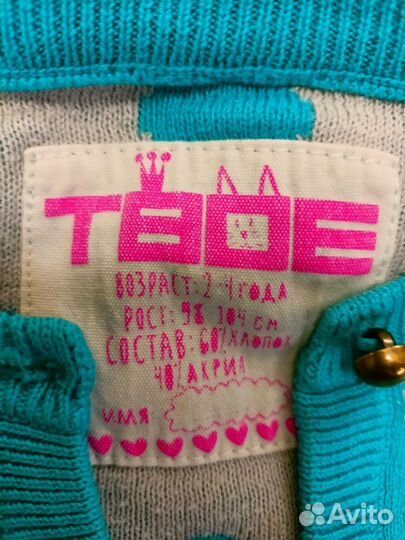 ТВОЕ
ВОЗРАСТ: 2-4 ГОДА
РОСТ: 98-104 СМ
СОСТАВ: 60% ХЛОПОК
40% АКРИЛ
ИМЯ
Avito